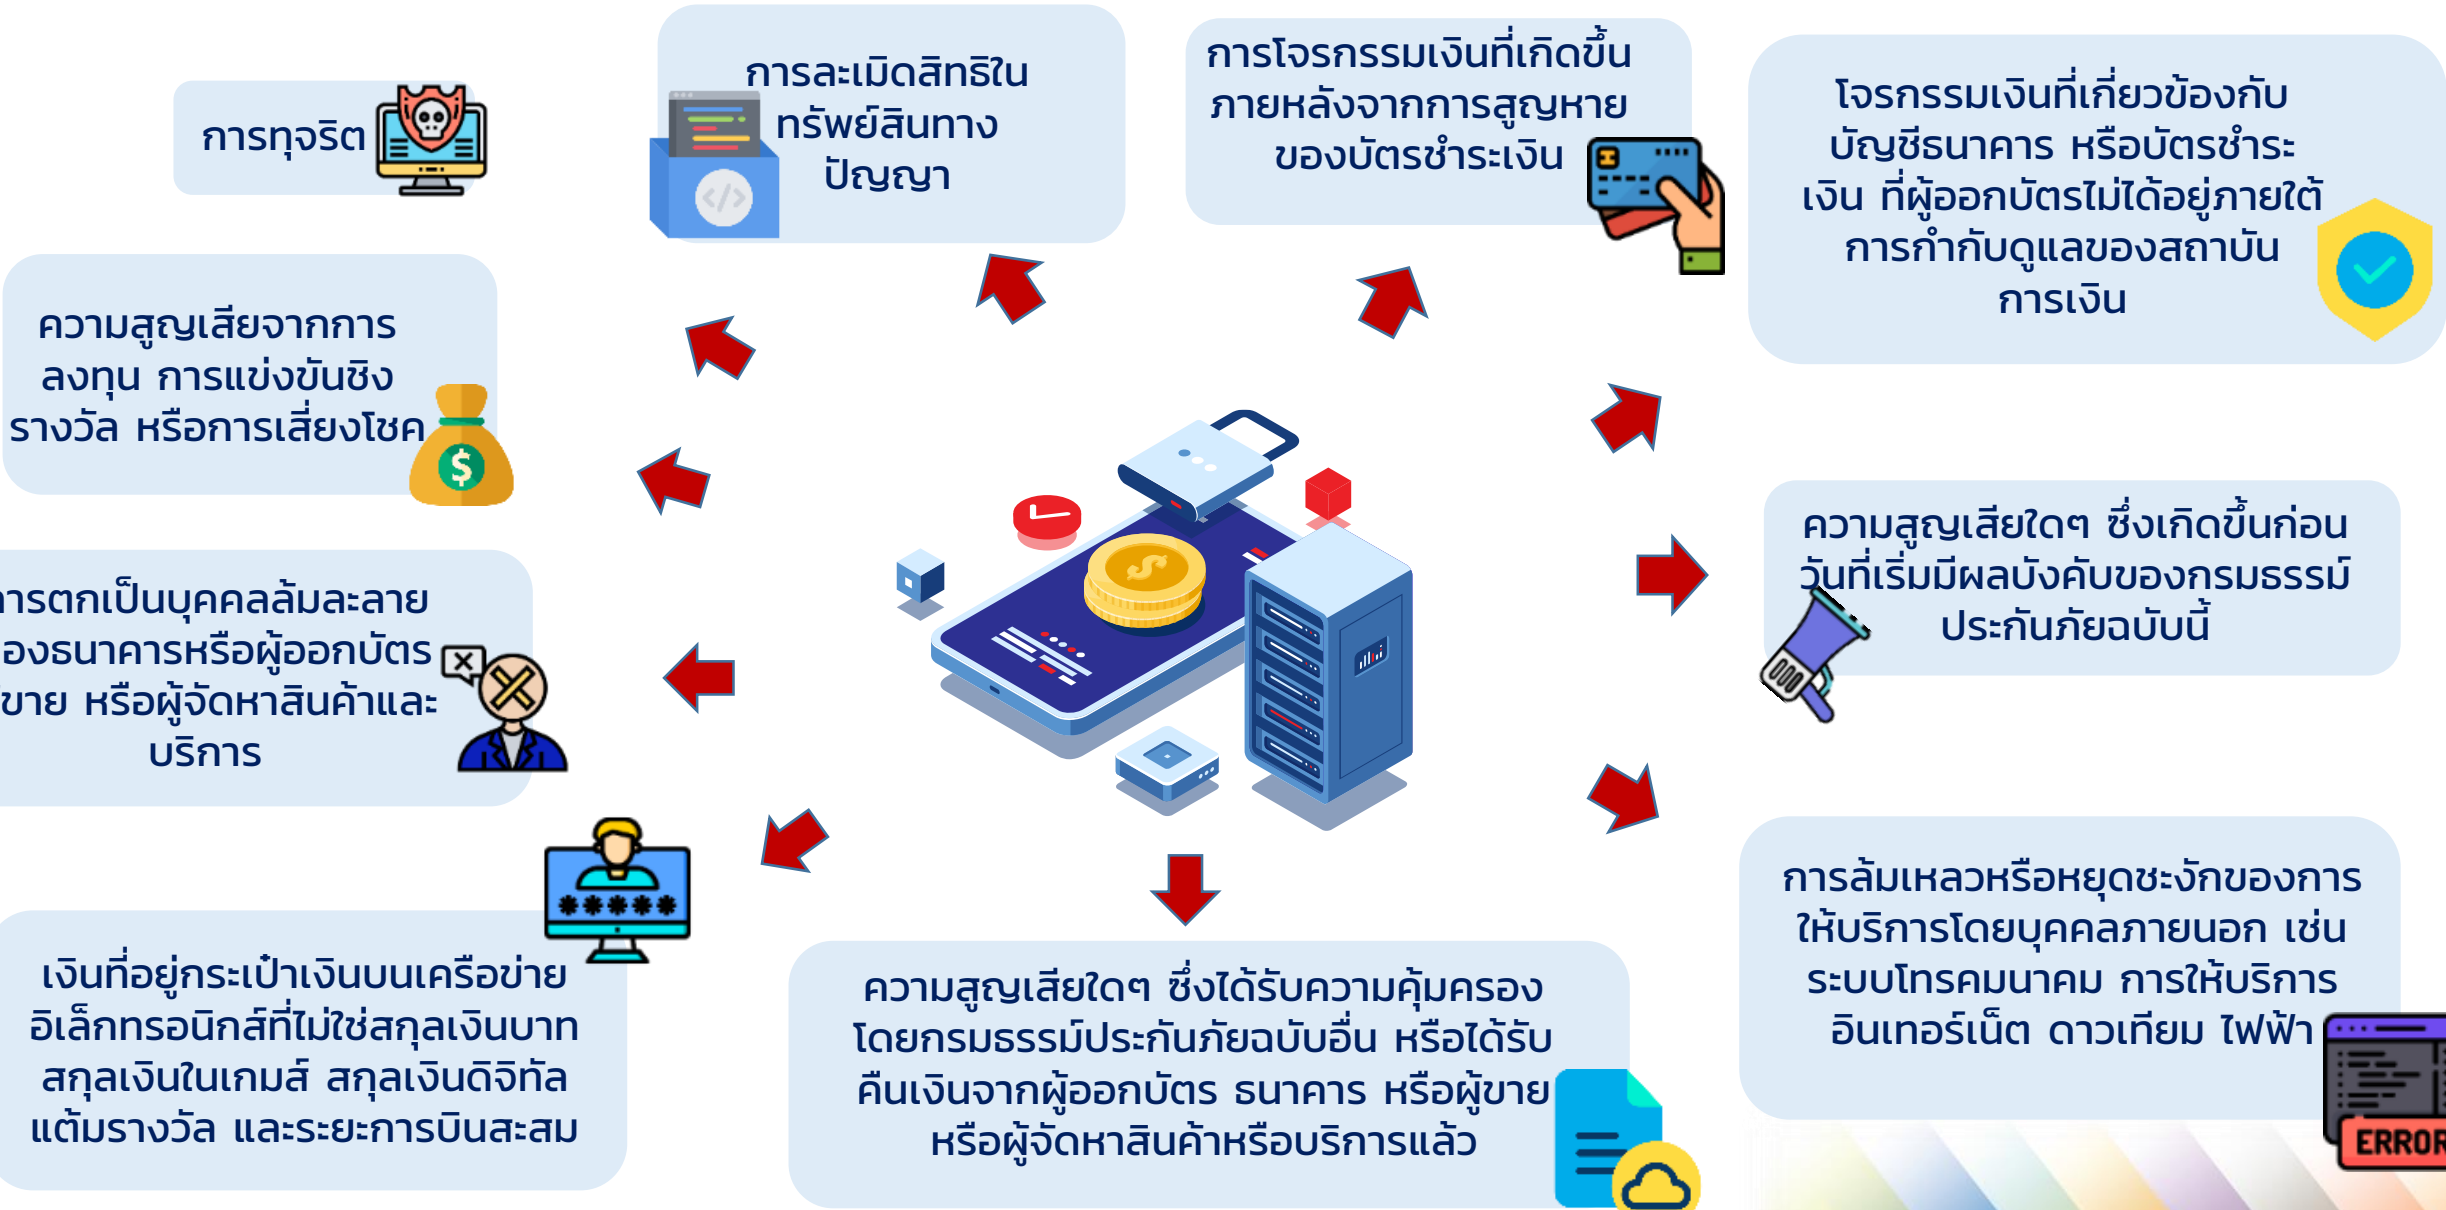 การทุจริต
การละเมิดสิทธิใน
ทรัพย์สินทาง
ปัญญา
การโจรกรรมเงินที่เกิดขึ้น
ภายหลังจากการสูญหาย
ของบัตรชำระเงิน
โจรกรรมเงินที่เกี่ยวข้องกับ
บัญชีธนาคาร หรือบัตรชำระ
เงิน ที่ผู้ออกบัตรไม่ได้อยู่ภายใต้
การกำกับดูแลของสถาบัน
การเงิน
ความสูญเสียจากการ
ลงทุน การแข่งขันชิง
รางวัล หรือการเสี่ยงโชค
ความสูญเสียใดๆ ซึ่งเกิดขึ้นก่อน
วันที่เริ่มมีผลบังคับของกรมธรรม์
ประกันภัยฉบับนี้
ารตกเป็นบุคคลล้มละลาย
องธนาคารหรือผู้ออกบัตร
ขาย หรือผู้จัดหาสินค้าและ
บริการ
การล้มเหลวหรือหยุดชะงักของการ
ให้บริการโดยบุคคลภายนอก เช่น
ระบบโทรคมนาคม การให้บริการ
อินเทอร์เน็ต ดาวเทียม ไฟฟ้า
ERROR
เงินที่อยู่กระเป๋าเงินบนเครือข่าย
อิเล็กทรอนิกส์ที่ไม่ใช่สกุลเงินบาท
สกุลเงินในเกมส์ สกุลเงินดิจิทัล
แต้มรางวัล และระยะการบินสะสม
ความสูญเสียใดๆ ซึ่งได้รับความคุ้มครอง
โดยกรมธรรม์ประกันภัยฉบับอื่น หรือได้รับ
คืนเงินจากผู้ออกบัตร ธนาคาร หรือผู้ขาย
หรือผู้จัดหาสินค้าหรือบริการแล้ว